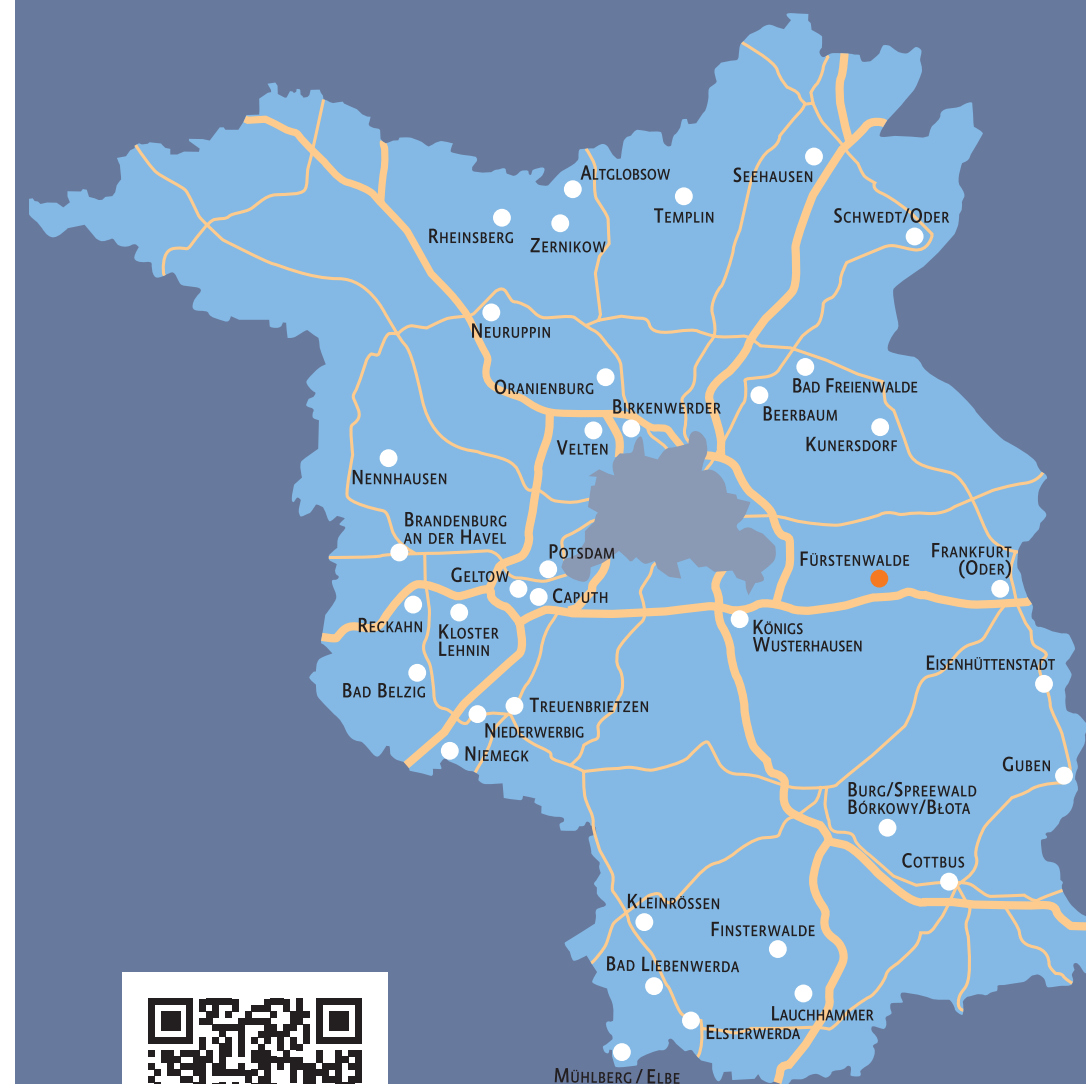 Altglobsow
Seehausen
Templin
Schwedt/Oder
Rheinsberg
Zernikow
Neuruppin
Oranienburg
Bad Freienwalde
Birkenwerder
Beerbaum
Velten
Kunersdorf
Nennhausen
Brandenburg
an der Havel
Potsdam
Fürstenwalde
Frankfurt
(Oder)
Geltow
Caputh
Reckahn
Kloster
Lehnin
Königs
Wusterhausen
Eisenhüttenstadt
Bad Belzig
Treuenbrietzen
Niederwerbig
Niemegk
Guben
Burg/Spreewald
Bórkowy/Błota
Cottbus
Kleinrössen
Finsterwalde
Bad Liebenwerda
Lauchhammer
Elsterwerda
Mühlberg / Elbe